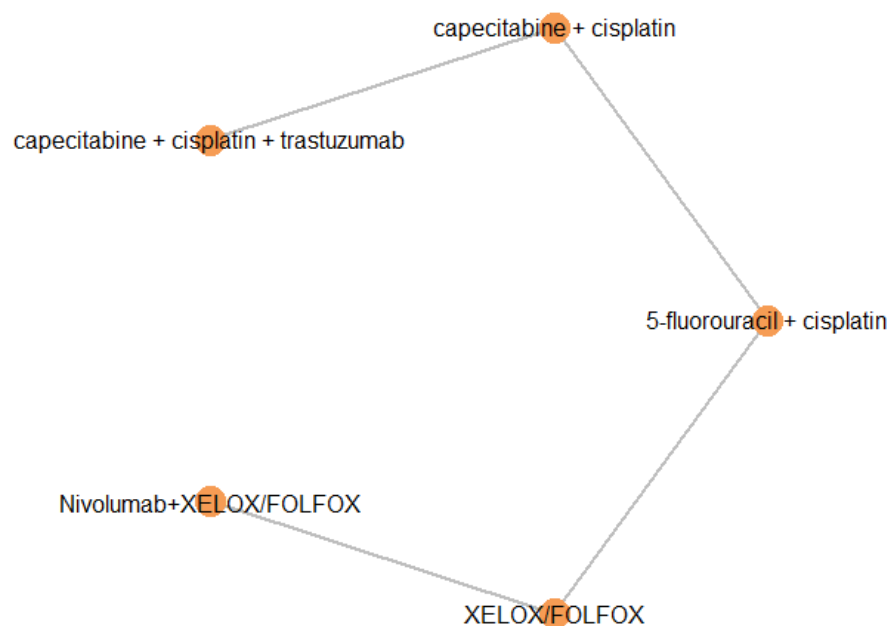 capecitabine + cisplatin
capecitabine + cisplatin + trastuzumab
5-fluorouracil + cisplatin
Nivolumab+XELOX/FOLFOX
XELOX/FOLFOX